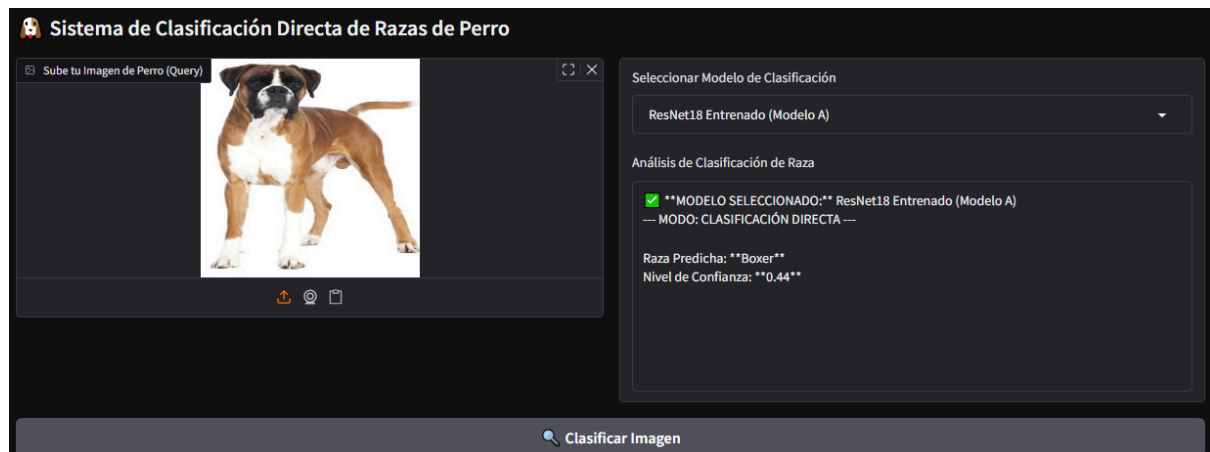 Sistema de Clasificación Directa de Razas de Perro
Sube tu Imagen de Perro (Query)
Seleccionar Modelo de Clasificación
ResNet18 Entrenado (Modelo A)
Análisis de Clasificación de Raza
**MODELO SELECCIONADO:** ResNet18 Entrenado (Modelo A)
--- MODO: CLASIFICACIÓN DIRECTA ---
Raza Predicha: **Boxer**
Nivel de Confianza: **0.44**
Clasificar Imagen